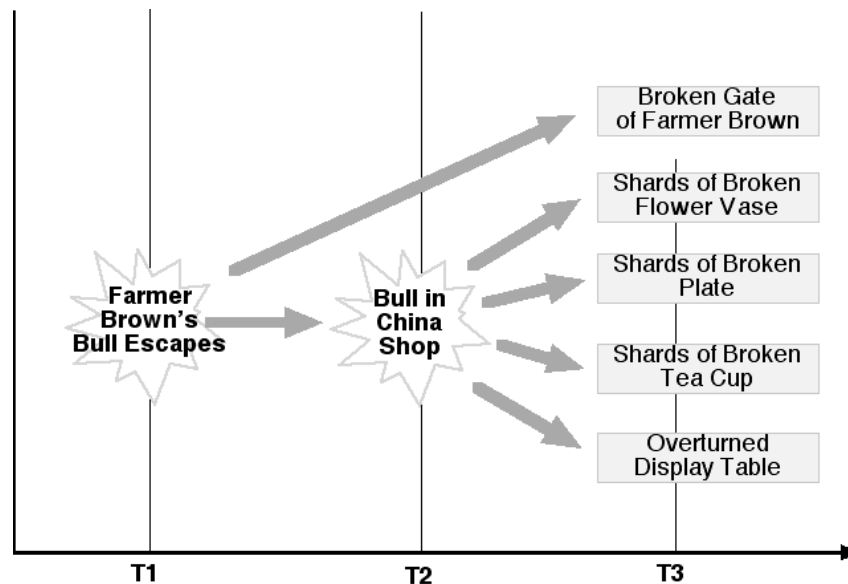 Broken Gate
of Farmer Brown
Shards of Broken
Flower Vase
Shards of Broken
Plate
Shards of Broken
Tea Cup
Overturned
Display Table
Farmer
Brown's
Bull Escapes
Bull in
China
Shop
T1
T2
T3